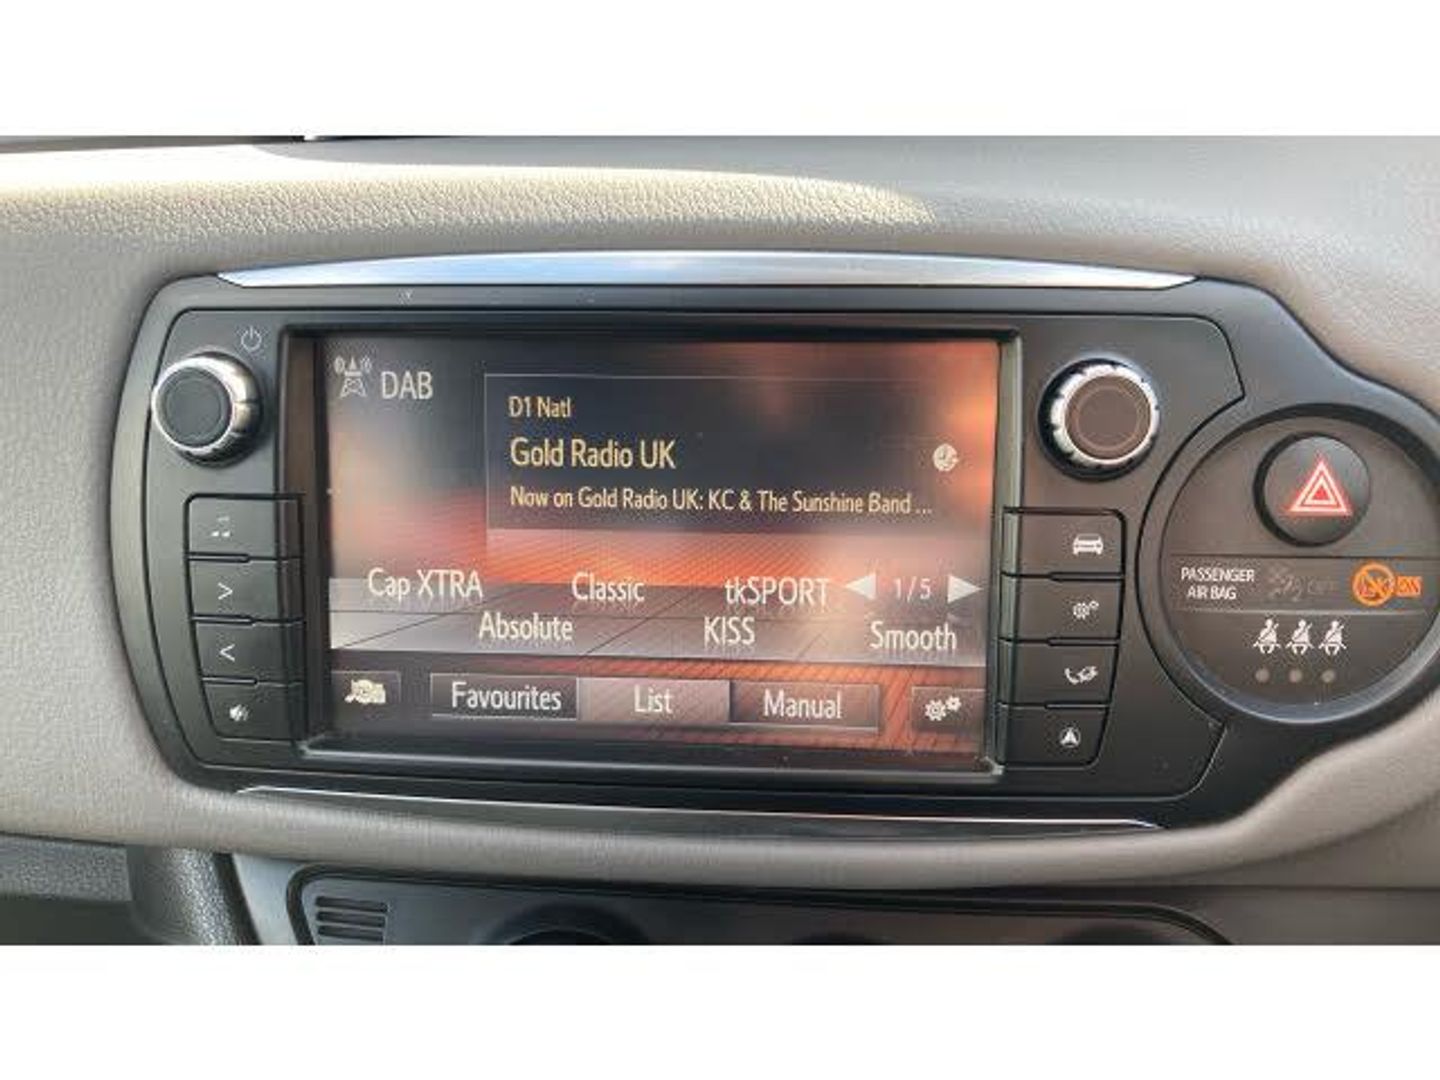 DAB
D1 Natl
Gold Radio UK
Now on Gold Radio UK: KC & The Sunshine Band ...
Cap XTRA Classic tkSPORT 1/5
Absolute KISS Smooth
Favourites List Manual
PASSENGER
AIR BAG